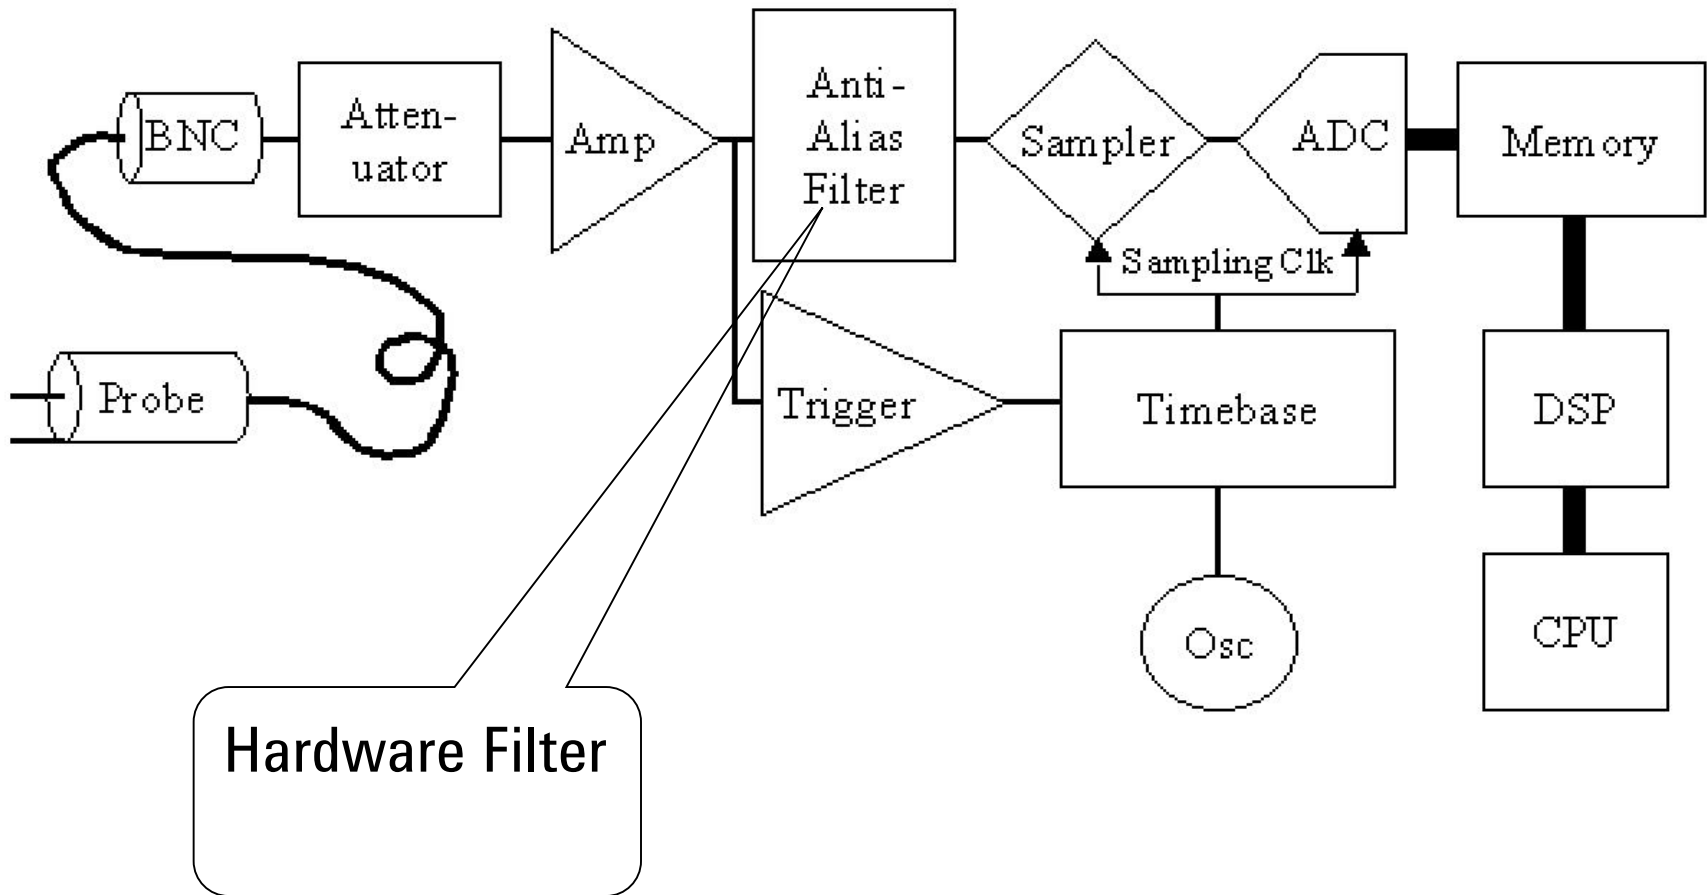 BNC
Atten-
uator
Amp
Anti-
Alias
Filter
Sampler
ADC
Memory
Sampling Clk
Probe
Trigger
Timebase
DSP
Osc
CPU
Hardware Filter